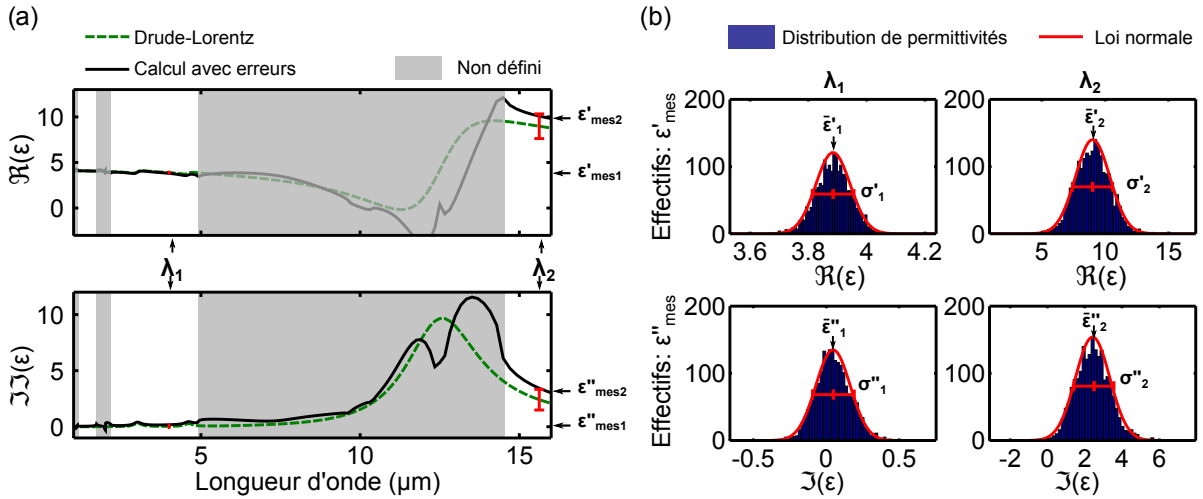 (a)
Drude-Lorentz
Calcul avec erreurs
Non défini
ℜ(ε)
10
5
0
ε'mes2
ε'mes1
λ1
λ2
ℑℑ(ε)
10
5
0
ε''mes2
ε''mes1
5
10
15
Longueur d'onde (µm)
(b)
Distribution de permittivités
Loi normale
λ1
λ2
Effectifs: ε'mes
200
100
0
ε̄'1
σ'1
3.6
3.8
4
4.2
ℜ(ε)
200
100
0
ε̄'2
σ'2
5
10
15
ℜ(ε)
Effectifs: ε''mes
200
100
0
ε̄''1
σ''1
-0.5
0
0.5
ℑ(ε)
200
100
0
ε̄''2
σ''2
-2
0
2
4
6
ℑ(ε)